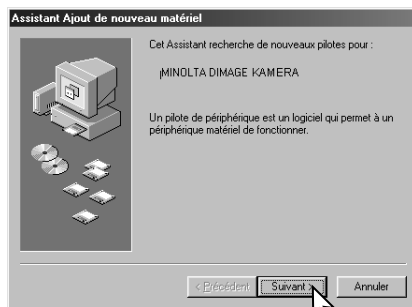 Assistant Ajout de nouveau matériel
Cet Assistant recherche de nouveaux pilotes pour :
MINOLTA DIMAGE KAMERA
Un pilote de périphérique est un logiciel qui permet à un
périphérique matériel de fonctionner.
< Précédent Suivant > Annuler